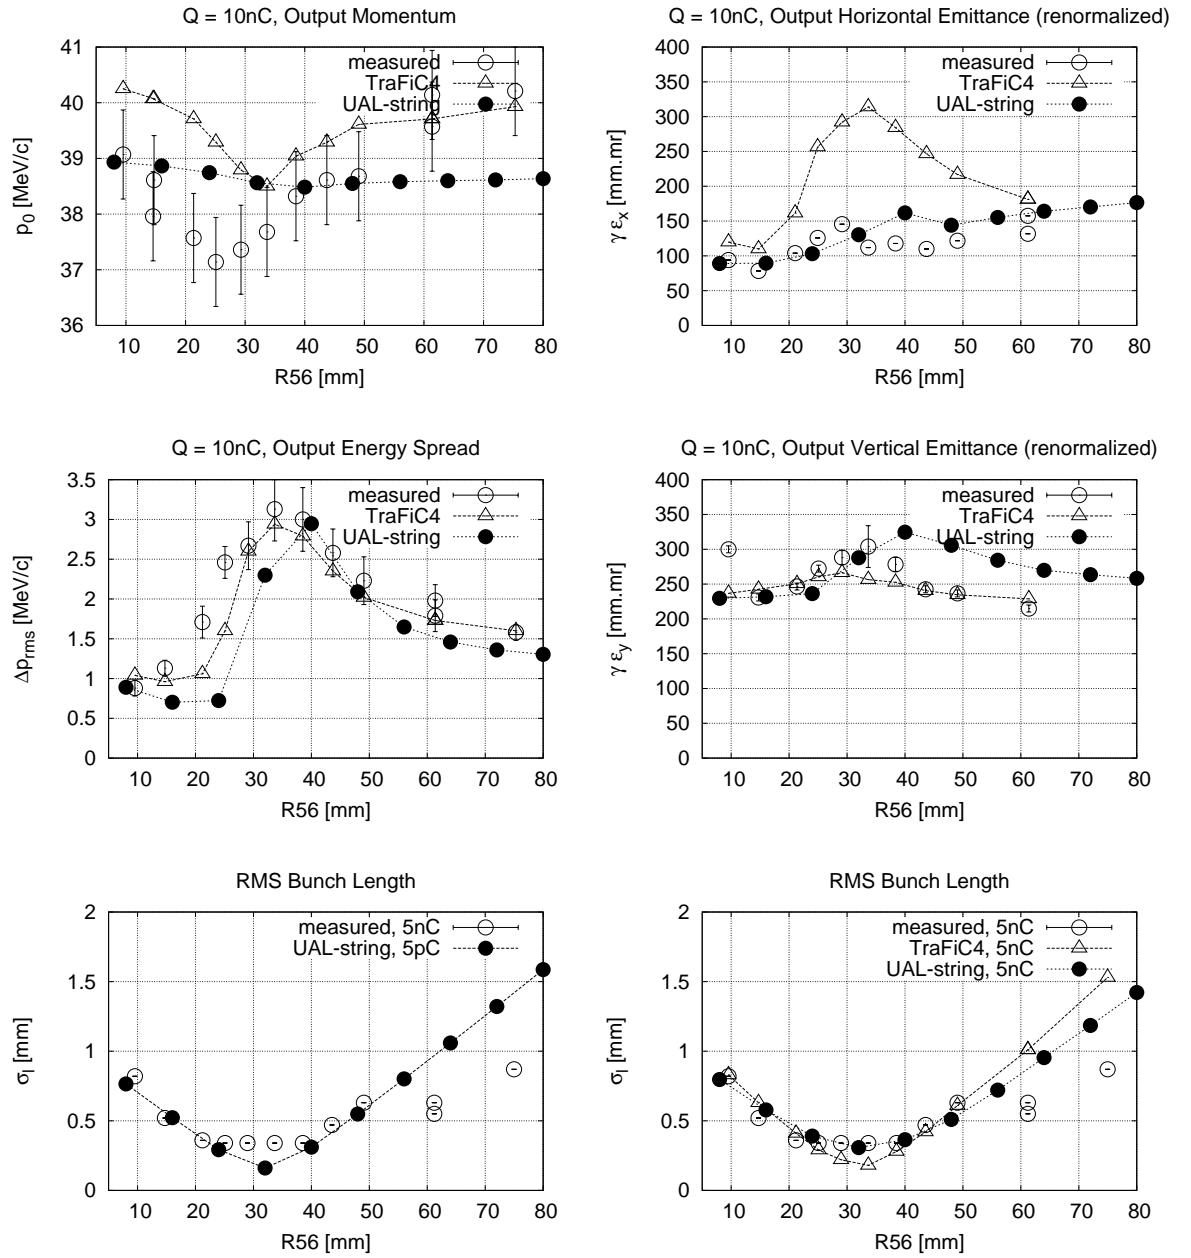 Q = 10nC, Output Momentum
41
40
39
38
37
36
p0 [MeV/c]
measured
TraFiC4
UAL-string
10 20 30 40 50 60 70 80
R56 [mm]
Q = 10nC, Output Horizontal Emittance (renormalized)
400
350
300
250
200
150
100
50
0
γ εx [mm.mr]
measured
TraFiC4
UAL-string
10 20 30 40 50 60 70 80
R56 [mm]
Q = 10nC, Output Energy Spread
3.5
3
2.5
2
1.5
1
0.5
0
Δprms [MeV/c]
measured
TraFiC4
UAL-string
10 20 30 40 50 60 70 80
R56 [mm]
Q = 10nC, Output Vertical Emittance (renormalized)
400
350
300
250
200
150
100
50
0
γ εy [mm.mr]
measured
TraFiC4
UAL-string
10 20 30 40 50 60 70 80
R56 [mm]
RMS Bunch Length
2
1.5
1
0.5
0
σl [mm]
measured, 5nC
UAL-string, 5pC
10 20 30 40 50 60 70 80
R56 [mm]
RMS Bunch Length
2
1.5
1
0.5
0
σl [mm]
measured, 5nC
TraFiC4, 5nC
UAL-string, 5nC
10 20 30 40 50 60 70 80
R56 [mm]